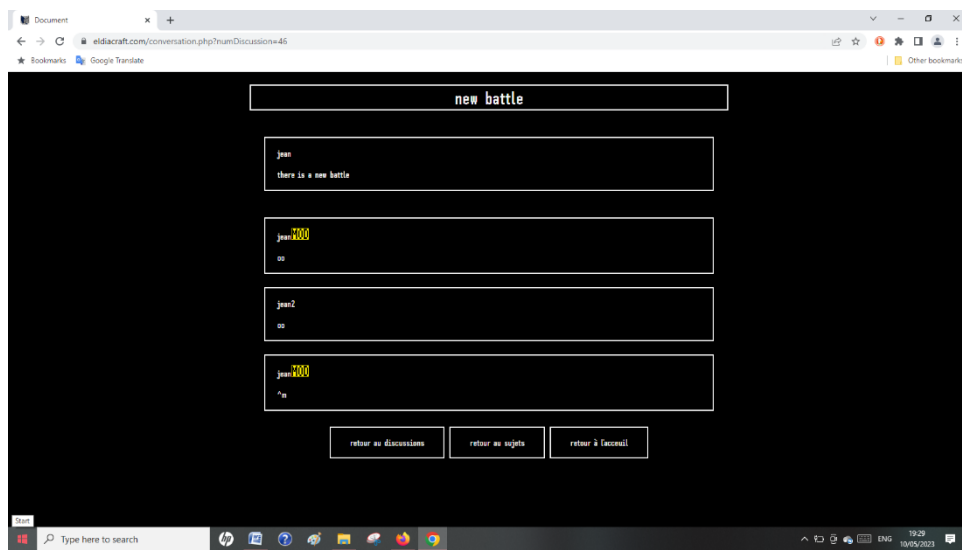 Document
eldiacraft.com/conversation.php?numDiscussion=46
Bookmarks Google Translate Other bookmarks
new battle
jean
there is a new battle
jeanMOD
oo
jean2
oo
jeanMOD
^m
retour au discussions retour au sujets retour à l'acceuil
Start
Type here to search
ENG 19:29
10/05/2023